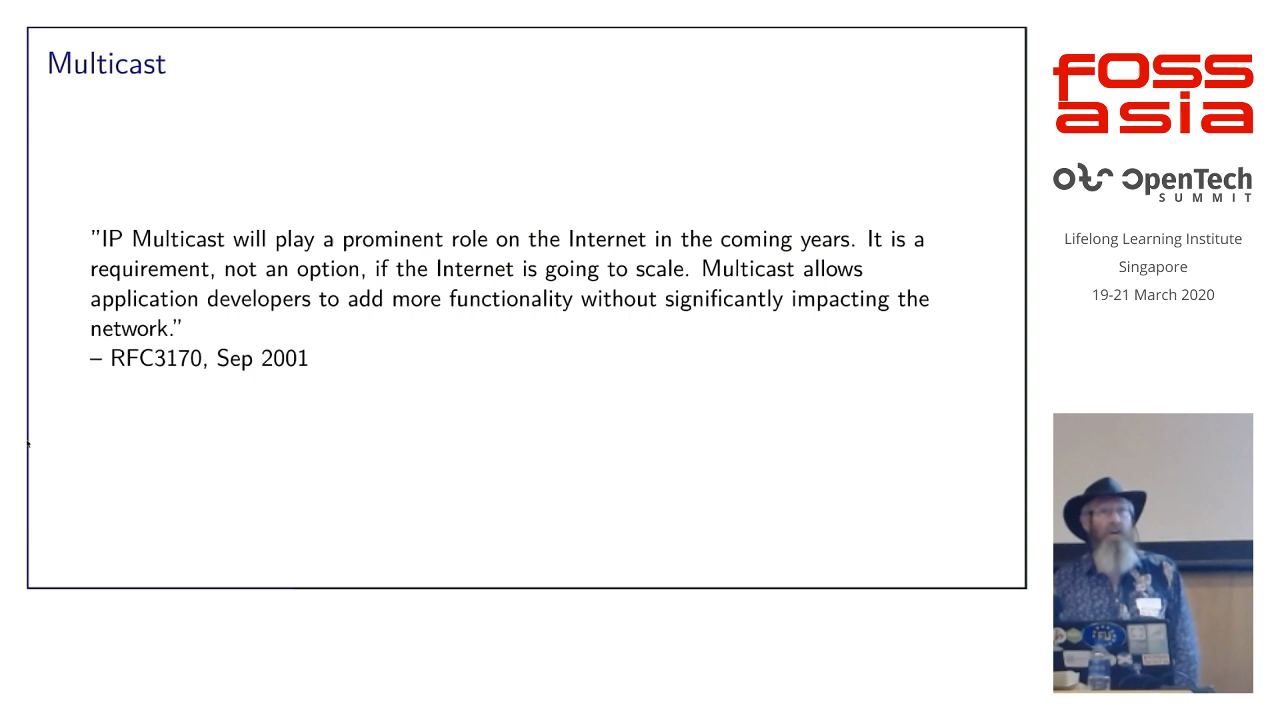 Multicast
"IP Multicast will play a prominent role on the Internet in the coming years. It is a
requirement, not an option, if the Internet is going to scale. Multicast allows
application developers to add more functionality without significantly impacting the
network."
– RFC3170, Sep 2001
FOSS
asia
OpenTech
SUMMIT
Lifelong Learning Institute
Singapore
19-21 March 2020